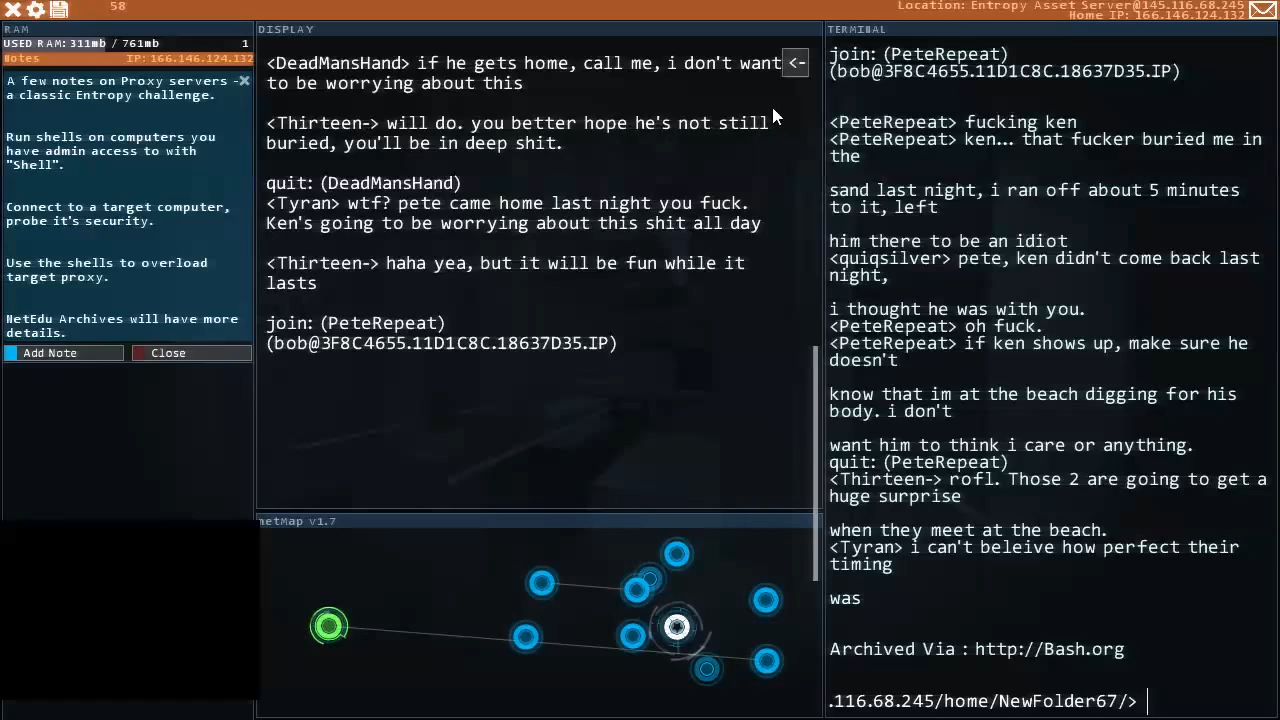 58
Location: Entropy Asset Server@145.116.68.245
Home IP: 166.146.124.132
RAM
USED RAM: 311mb / 761mb 1
Notes IP: 166.146.124.132
A few notes on Proxy servers -
a classic Entropy challenge.
Run shells on computers you
have admin access to with
"Shell".
Connect to a target computer,
probe it's security.
Use the shells to overload
target proxy.
NetEdu Archives will have more
details.
Add Note Close
DISPLAY
<DeadMansHand> if he gets home, call me, i don't want
to be worrying about this
<-
<Thirteen-> will do. you better hope he's not still
buried, you'll be in deep shit.
quit: (DeadMansHand)
<Tyran> wtf? pete came home last night you fuck.
Ken's going to be worrying about this shit all day
<Thirteen-> haha yea, but it will be fun while it
lasts
join: (PeteRepeat)
(bob@3F8C4655.11D1C8C.18637D35.IP)
netMap v1.7
TERMINAL
join: (PeteRepeat)
(bob@3F8C4655.11D1C8C.18637D35.IP)
<PeteRepeat> fucking ken
<PeteRepeat> ken... that fucker buried me in
the
sand last night, i ran off about 5 minutes
to it, left
him there to be an idiot
<quiqsilver> pete, ken didn't come back last
night,
i thought he was with you.
<PeteRepeat> oh fuck.
<PeteRepeat> if ken shows up, make sure he
doesn't
know that im at the beach digging for his
body. i don't
want him to think i care or anything.
quit: (PeteRepeat)
<Thirteen-> rofl. Those 2 are going to get a
huge surprise
when they meet at the beach.
<Tyran> i can't beleive how perfect their
timing
was
Archived Via : http://Bash.org
.116.68.245/home/NewFolder67/>